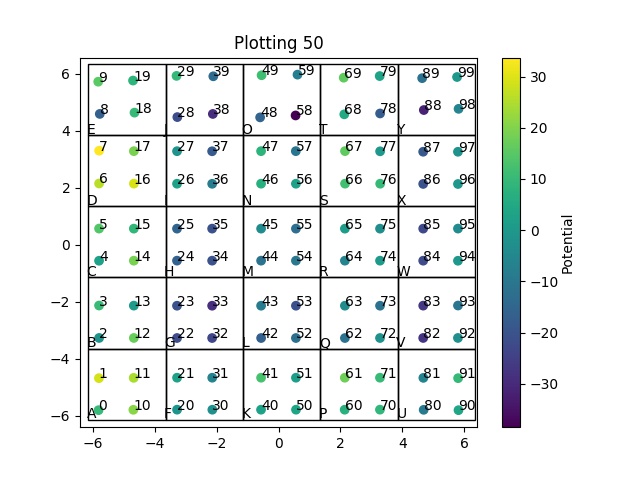 Plotting 50
6 9 19 29 39 49 59 69 79 89 99 30
8 18 28 38 48 58 68 78 88 98
4 E J O T Y
7 17 27 37 47 57 67 77 87 97 20
2 6 16 26 36 46 56 66 76 86 96
D I N S X 10
5 15 25 35 45 55 65 75 85 95
0 4 14 24 34 44 54 64 74 84 94 0
C H M R W
−2 3 13 23 33 43 53 63 73 83 93 −10
2 12 22 32 42 52 62 72 82 92
B G L Q V −20
−4 1 11 21 31 41 51 61 71 81 91
0 10 20 30 40 50 60 70 80 90 −30
−6 A F K P U
−6 −4 −2 0 2 4 6
Potential